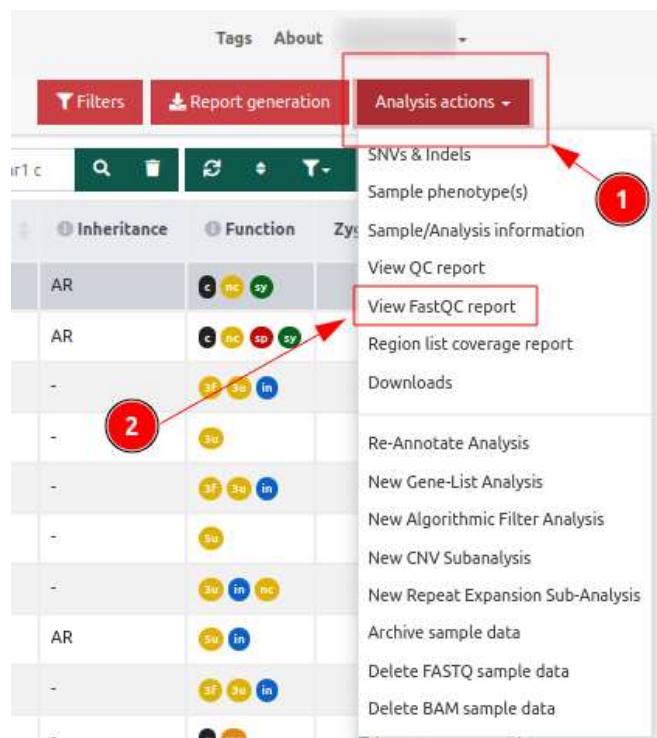 Tags About
Filters Report generation Analysis actions
SNVs & Indels
1
Sample phenotype(s)
Inheritance Function Sample/Analysis information
View QC report
AR c nc sy
View FastQC report
AR c nc sp sy
Region list coverage report
- 3f 3u in
Downloads
2
- 3u
Re-Annotate Analysis
- 3f 3u in
New Gene-List Analysis
New Algorithmic Filter Analysis
- 5u
New CNV Subanalysis
- 3u in nc
New Repeat Expansion Sub-Analysis
AR 5u in
Archive sample data
Delete FASTQ sample data
- 3f 3u in
Delete BAM sample data